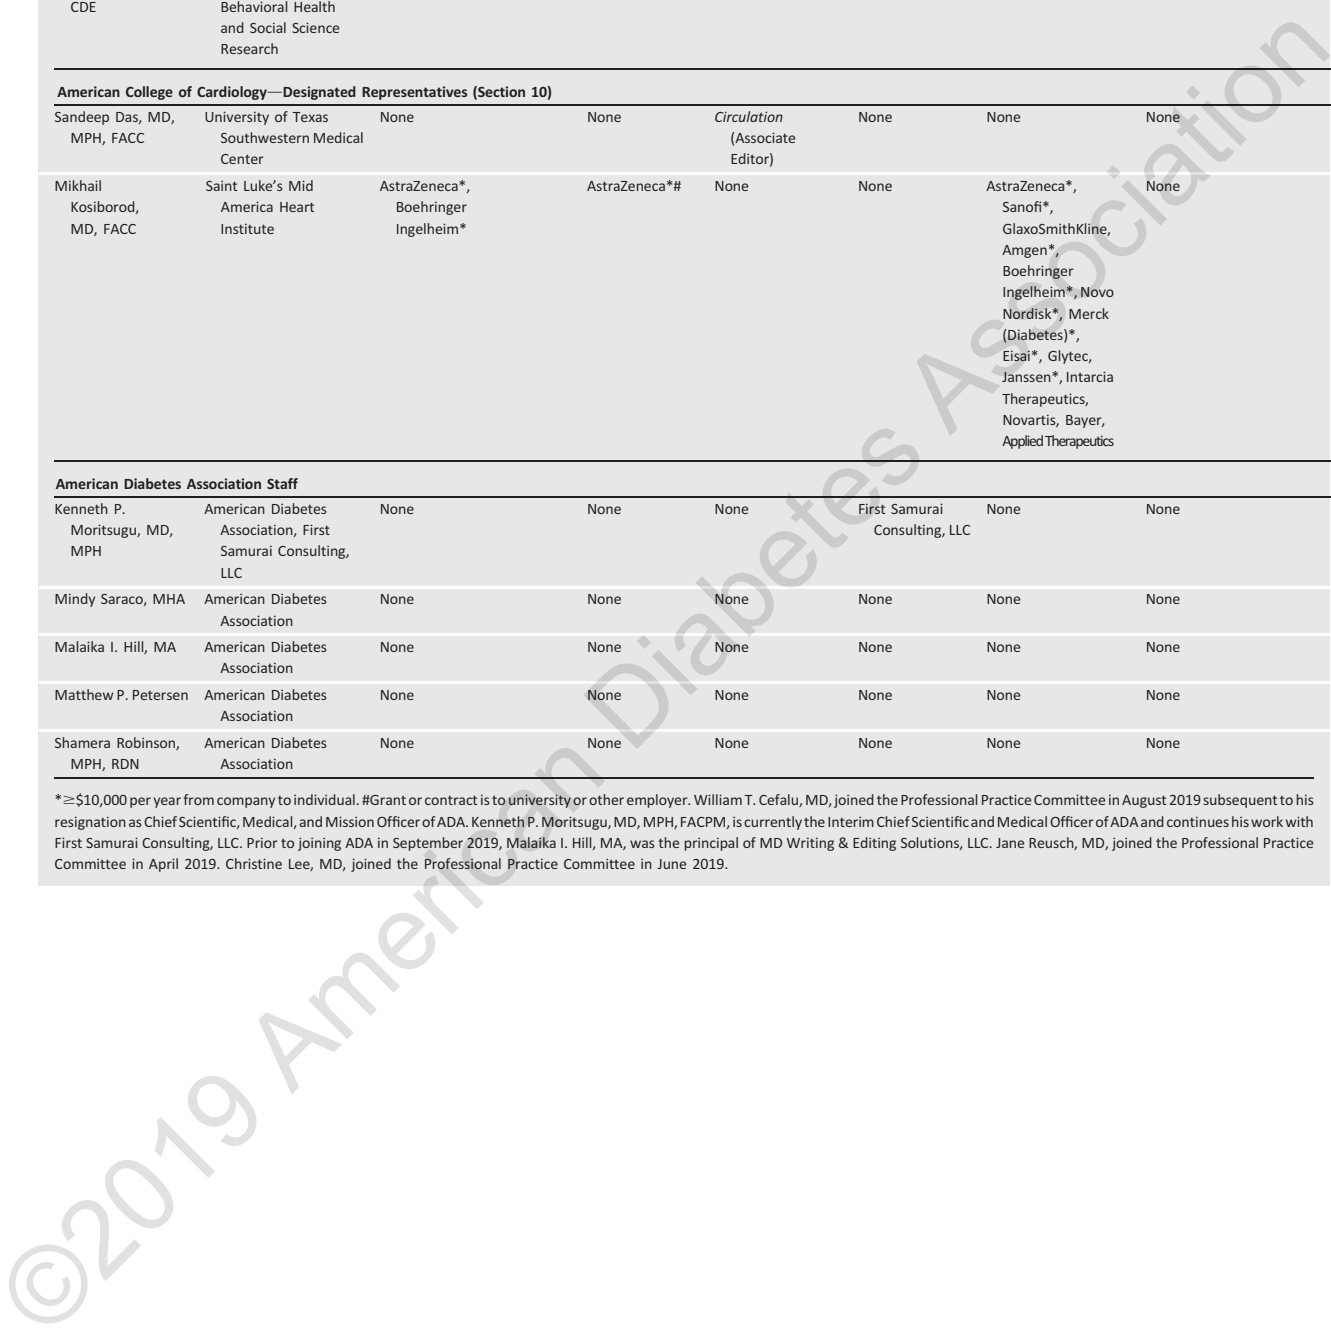 CDE Behavioral Health
and Social Science
Research
American College of Cardiology—Designated Representatives (Section 10)
Sandeep Das, MD, University of Texas None None Circulation None None None
MPH, FACC Southwestern Medical (Associate
Center Editor)
Mikhail Saint Luke’s Mid AstraZeneca*, AstraZeneca*# None None AstraZeneca*, None
Kosiborod, America Heart Boehringer Sanofi*,
MD, FACC Institute Ingelheim* GlaxoSmithKline,
Amgen*,
Boehringer
Ingelheim*, Novo
Nordisk*, Merck
(Diabetes)*,
Eisai*, Glytec,
Janssen*, Intarcia
Therapeutics,
Novartis, Bayer,
Applied Therapeutics
American Diabetes Association Staff
Kenneth P. American Diabetes None None None First Samurai None None
Moritsugu, MD, Association, First Consulting, LLC
MPH Samurai Consulting,
LLC
Mindy Saraco, MHA American Diabetes None None None None None None
Association
Malaika I. Hill, MA American Diabetes None None None None None None
Association
Matthew P. Petersen American Diabetes None None None None None None
Association
Shamera Robinson, American Diabetes None None None None None None
MPH, RDN Association
*≥$10,000 per year from company to individual. #Grant or contract is to university or other employer. William T. Cefalu, MD, joined the Professional Practice Committee in August 2019 subsequent to his
resignation as Chief Scientific, Medical, and Mission Officer of ADA. Kenneth P. Moritsugu, MD, MPH, FACPM, is currently the Interim Chief Scientific and Medical Officer of ADA and continues his work with
First Samurai Consulting, LLC. Prior to joining ADA in September 2019, Malaika I. Hill, MA, was the principal of MD Writing & Editing Solutions, LLC. Jane Reusch, MD, joined the Professional Practice
Committee in April 2019. Christine Lee, MD, joined the Professional Practice Committee in June 2019.
©2019 American Diabetes Association